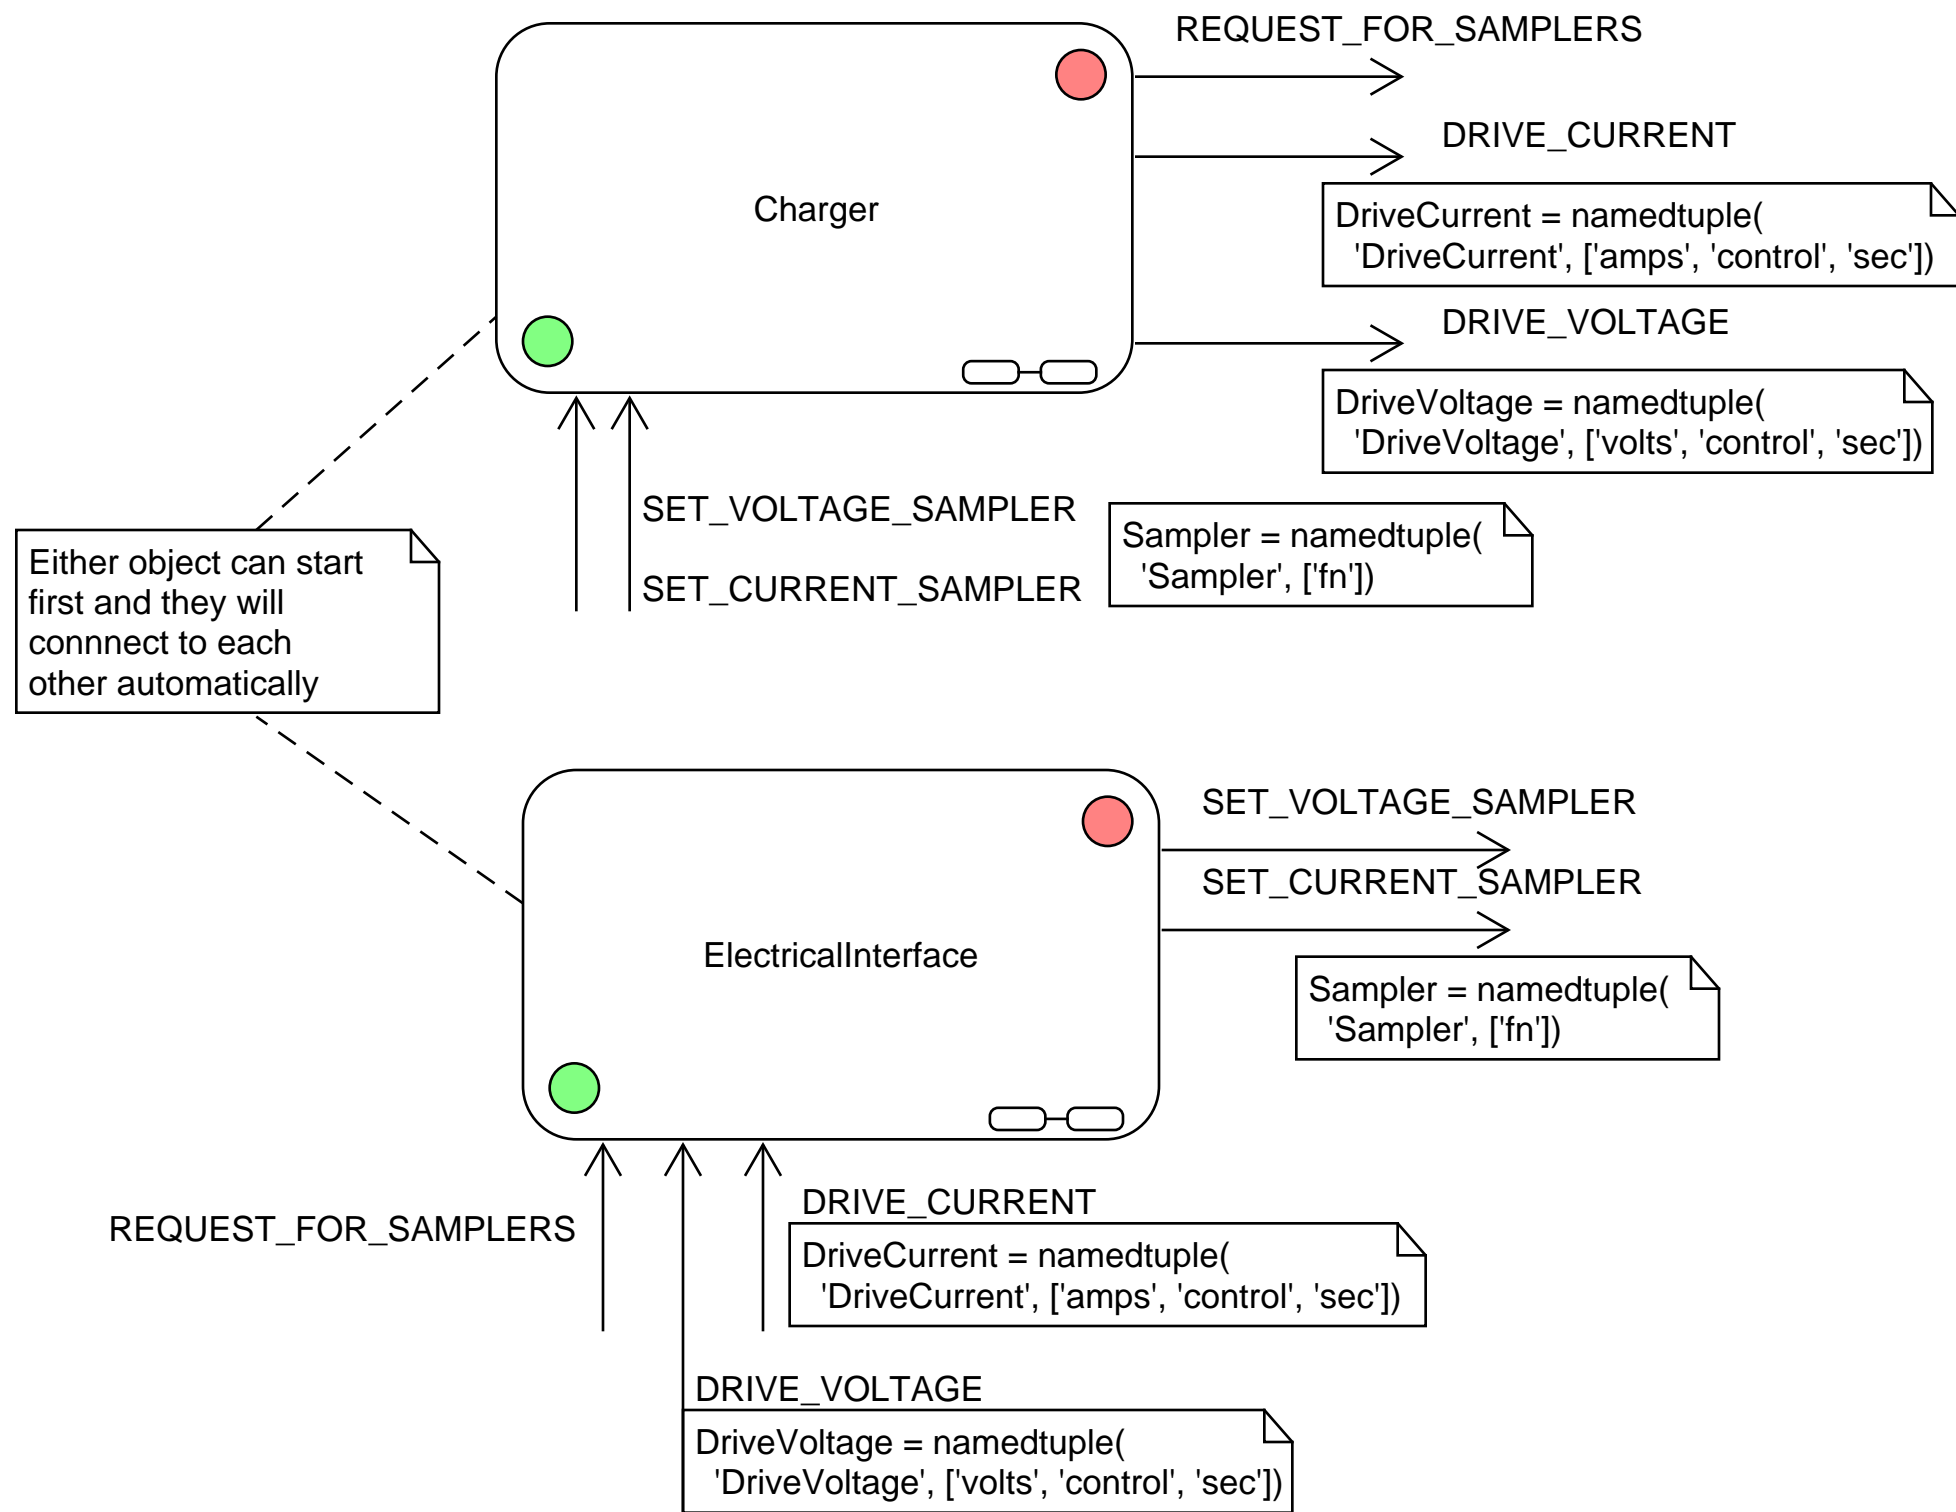 REQUEST_FOR_SAMPLERS
DRIVE_CURRENT
Charger
DriveCurrent = namedtuple(
'DriveCurrent', ['amps', 'control', 'sec'])
DRIVE_VOLTAGE
DriveVoltage = namedtuple(
'DriveVoltage', ['volts', 'control', 'sec'])
SET_VOLTAGE_SAMPLER
SET_CURRENT_SAMPLER
Sampler = namedtuple(
'Sampler', ['fn'])
Either object can start
first and they will
connnect to each
other automatically
SET_VOLTAGE_SAMPLER
SET_CURRENT_SAMPLER
ElectricalInterface
Sampler = namedtuple(
'Sampler', ['fn'])
REQUEST_FOR_SAMPLERS
DRIVE_CURRENT
DriveCurrent = namedtuple(
'DriveCurrent', ['amps', 'control', 'sec'])
DRIVE_VOLTAGE
DriveVoltage = namedtuple(
'DriveVoltage', ['volts', 'control', 'sec'])